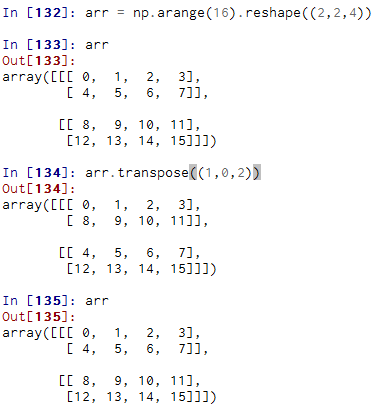 In [132]: arr = np.arange(16).reshape((2,2,4))
In [133]: arr
Out[133]:
array([[[ 0,  1,  2,  3],
        [ 4,  5,  6,  7]],
       [[ 8,  9, 10, 11],
        [12, 13, 14, 15]]])
In [134]: arr.transpose((1,0,2))
Out[134]:
array([[[ 0,  1,  2,  3],
        [ 8,  9, 10, 11]],
       [[ 4,  5,  6,  7],
        [12, 13, 14, 15]]])
In [135]: arr
Out[135]:
array([[[ 0,  1,  2,  3],
        [ 4,  5,  6,  7]],
       [[ 8,  9, 10, 11],
        [12, 13, 14, 15]]])